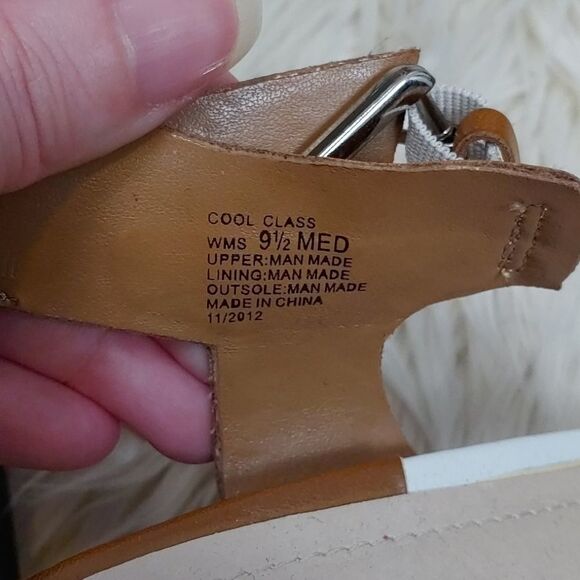 COOL CLASS
WMS 9½ MED
UPPER:MAN MADE
LINING:MAN MADE
OUTSOLE:MAN MADE
MADE IN CHINA
11/2012